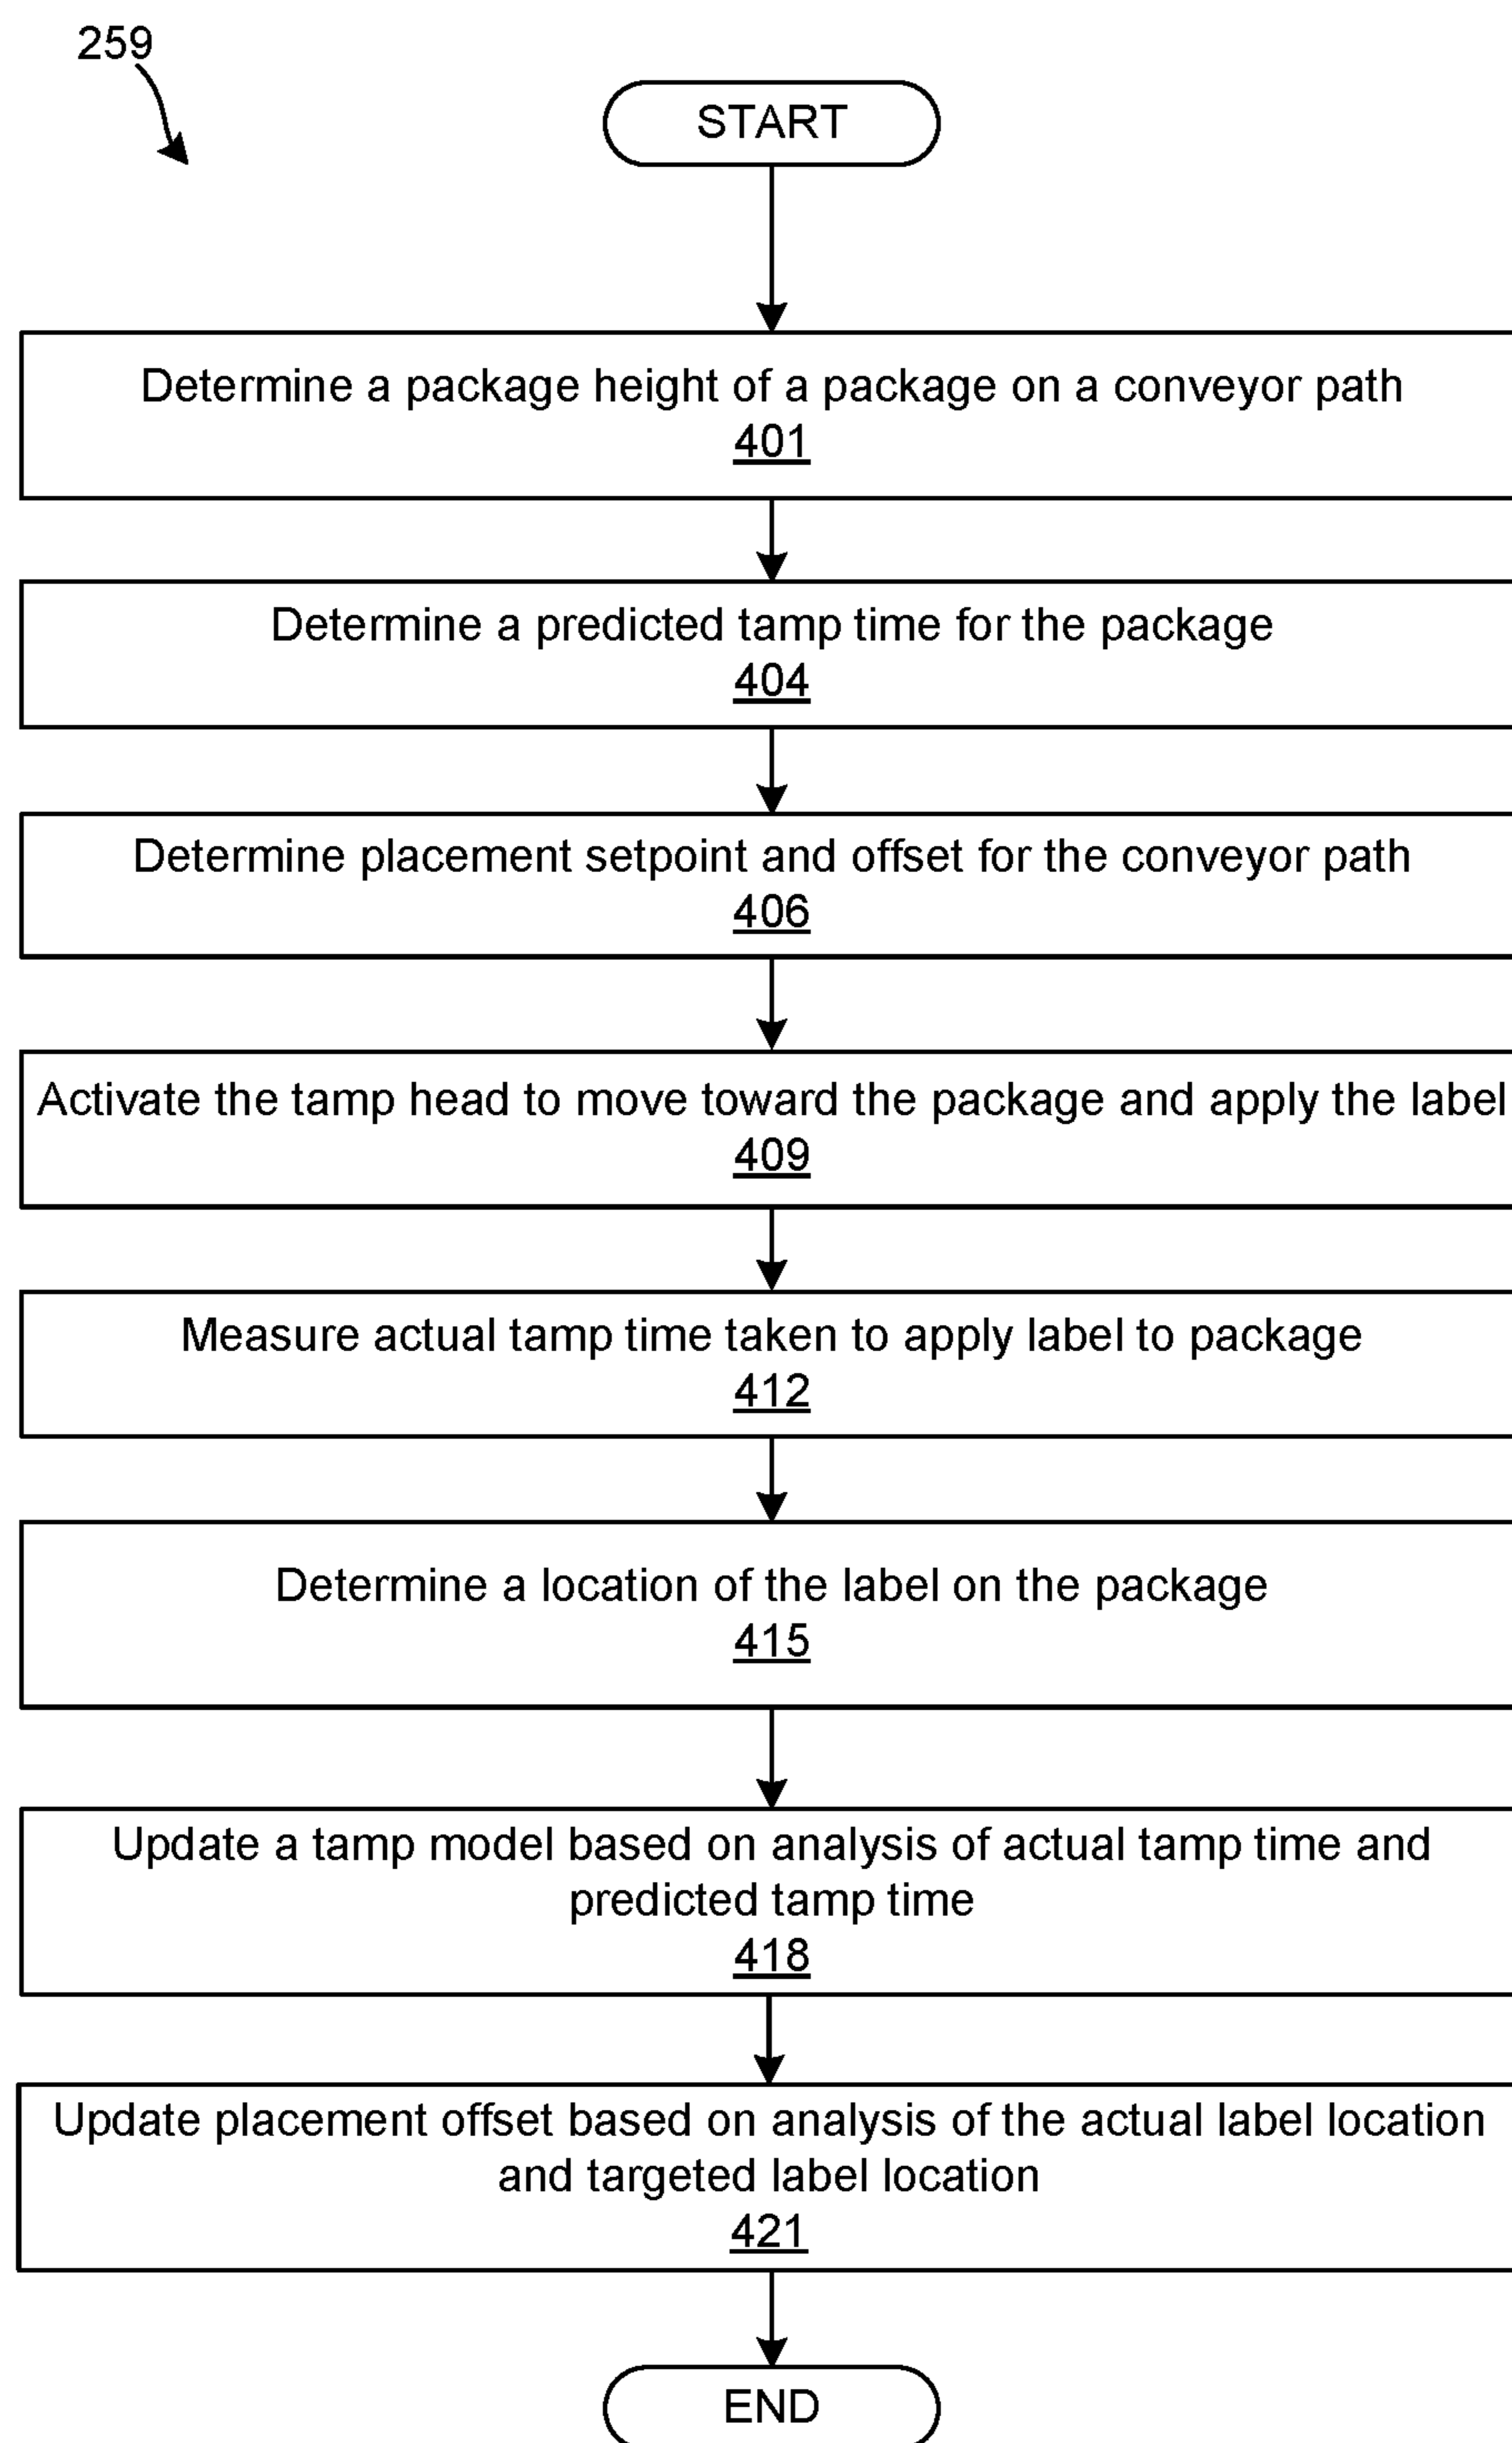 259
START
Determine a package height of a package on a conveyor path
401
Determine a predicted tamp time for the package
404
Determine placement setpoint and offset for the conveyor path
406
Activate the tamp head to move toward the package and apply the label
409
Measure actual tamp time taken to apply label to package
412
Determine a location of the label on the package
415
Update a tamp model based on analysis of actual tamp time and
predicted tamp time
418
Update placement offset based on analysis of the actual label location
and targeted label location
421
END